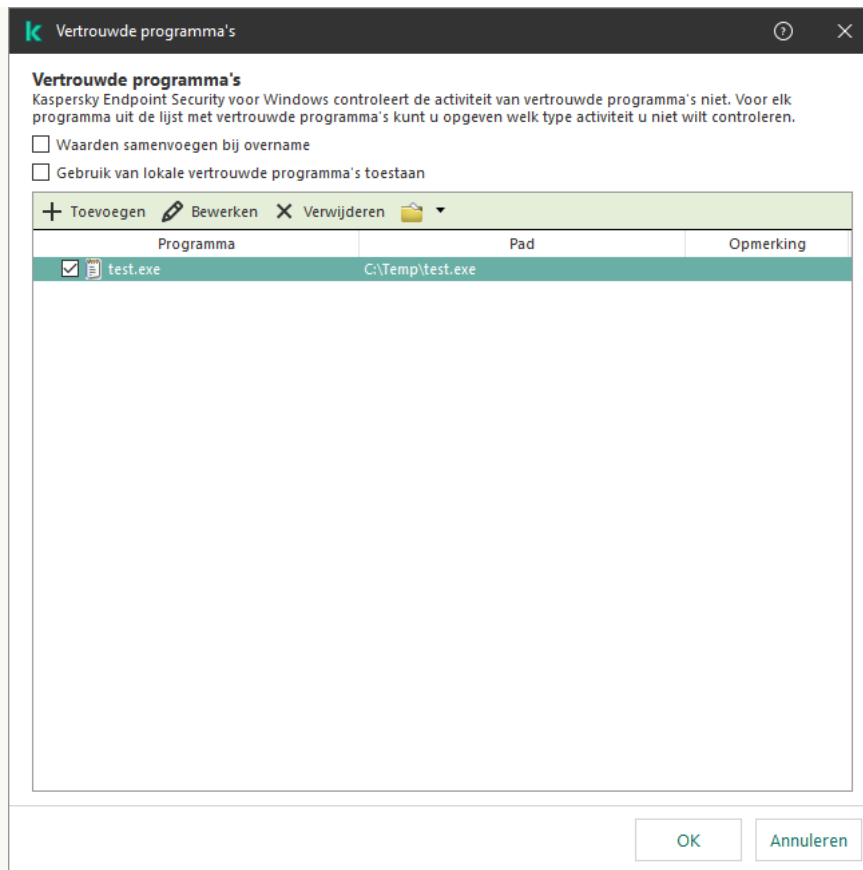 Vertrouwde programma's
Vertrouwde programma's
Kaspersky Endpoint Security voor Windows controleert de activiteit van vertrouwde programma's niet. Voor elk
programma uit de lijst met vertrouwde programma's kunt u opgeven welk type activiteit u niet wilt controleren.
Waarden samenvoegen bij overname
Gebruik van lokale vertrouwde programma's toestaan
Toevoegen Bewerken Verwijderen
Programma Pad Opmerking
test.exe C:\Temp\test.exe
OK Annuleren